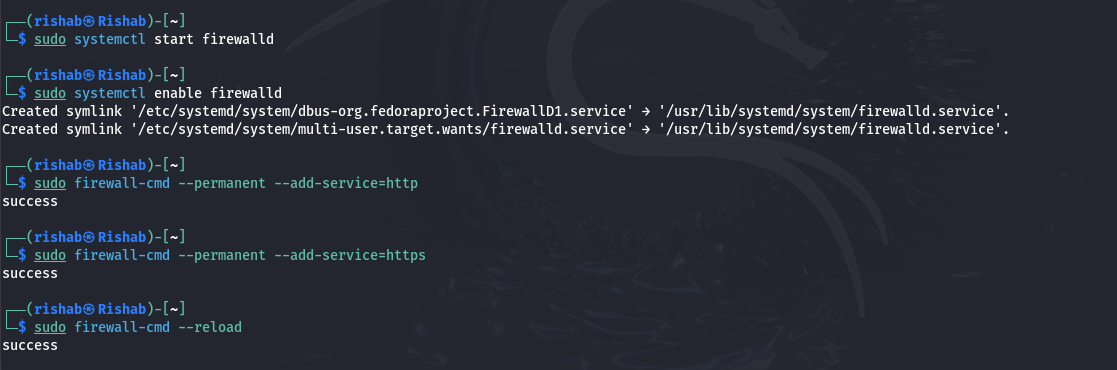 ┌──(rishab㉿Rishab)-[~]
└─$ sudo systemctl start firewalld
┌──(rishab㉿Rishab)-[~]
└─$ sudo systemctl enable firewalld
Created symlink '/etc/systemd/system/dbus-org.fedoraproject.FirewallD1.service' → '/usr/lib/systemd/system/firewalld.service'.
Created symlink '/etc/systemd/system/multi-user.target.wants/firewalld.service' → '/usr/lib/systemd/system/firewalld.service'.
┌──(rishab㉿Rishab)-[~]
└─$ sudo firewall-cmd --permanent --add-service=http
success
┌──(rishab㉿Rishab)-[~]
└─$ sudo firewall-cmd --permanent --add-service=https
success
┌──(rishab㉿Rishab)-[~]
└─$ sudo firewall-cmd --reload
success